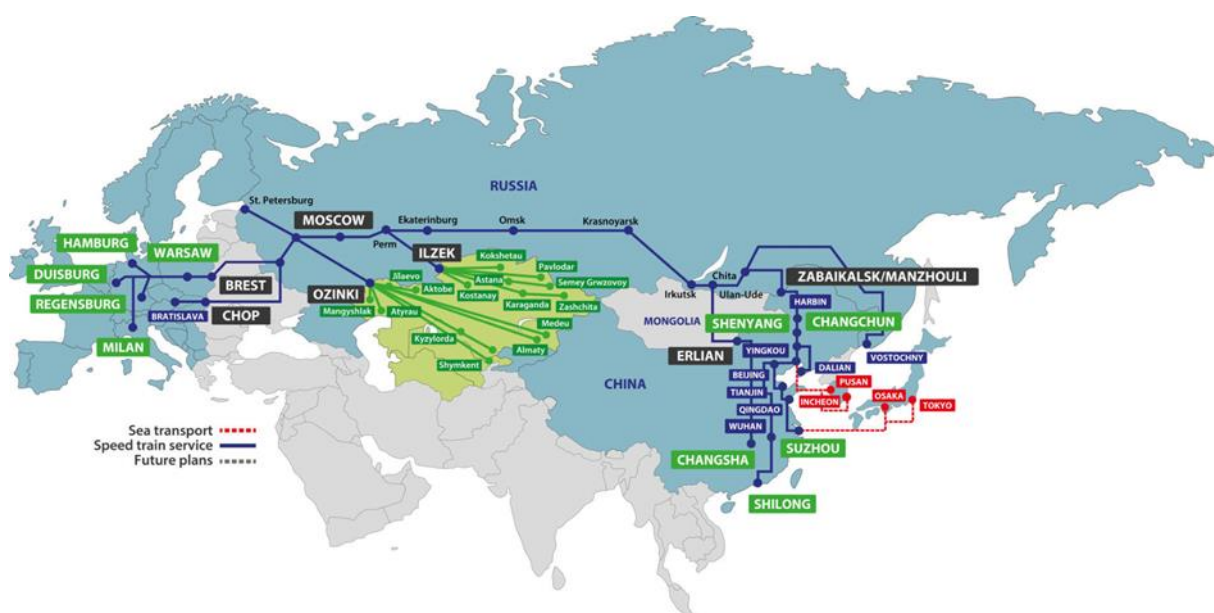 RUSSIA
St. Petersburg
MOSCOW
Ekaterinburg
Omsk
Krasnoyarsk
Perm
HAMBURG
WARSAW
ILZEK
Kokshetau
Pavlodar
DUISBURG
BREST
Jilaevo
Astana
Semey Grwzovoy
Chita
ZABAIKALSK/MANZHOULI
REGENSBURG
OZINKI
Aktobe
Kostanay
Karaganda
Zashchita
Irkutsk
Ulan-Ude
HARBIN
BRATISLAVA
CHOP
Mangyshlak
Atyrau
Medeu
MONGOLIA
SHENYANG
CHANGCHUN
MILAN
Kyzylorda
Almaty
ERLIAN
YINGKOU
VOSTOCHNY
Shymkent
CHINA
BEIJING
DALIAN
TIANJIN
PUSAN
INCHEON
OSAKA
TOKYO
QINGDAO
WUHAN
CHANGSHA
SUZHOU
SHILONG
Sea transport
Speed train service
Future plans